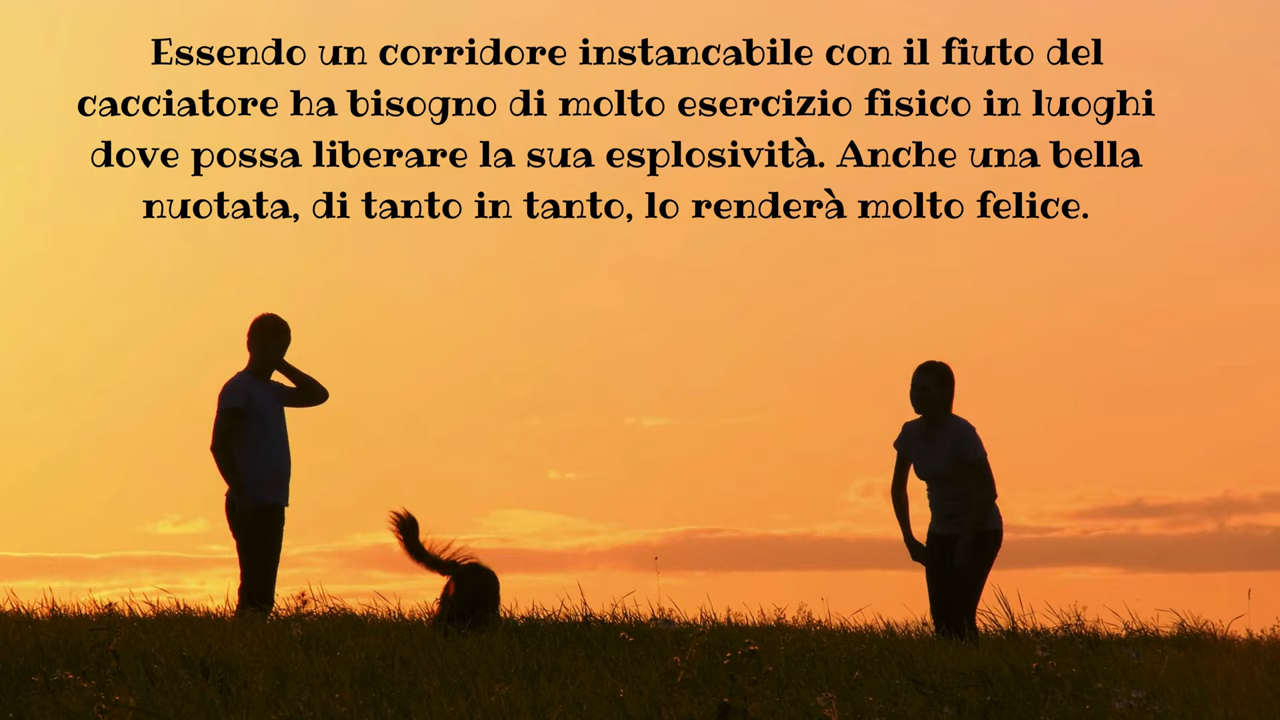 Essendo un corridore instancabile con il fiuto del
cacciatore ha bisogno di molto esercizio fisico in luoghi
dove possa liberare la sua esplosività. Anche una bella
nuotata, di tanto in tanto, lo renderà molto felice.